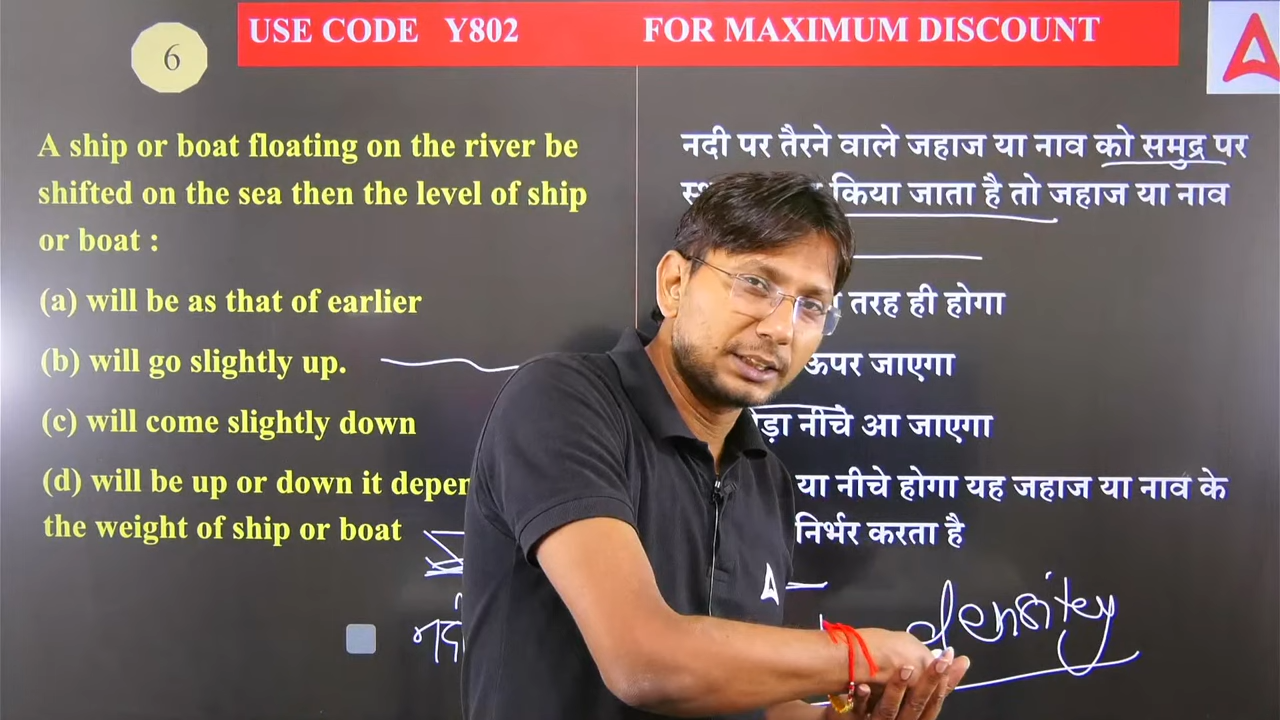 USE CODE Y802 FOR MAXIMUM DISCOUNT
6
A ship or boat floating on the river be
shifted on the sea then the level of ship
or boat :
(a) will be as that of earlier
(b) will go slightly up.
(c) will come slightly down
(d) will be up or down it depen
the weight of ship or boat
नदी पर तैरने वाले जहाज या नाव को समुद्र पर
किया जाता है तो जहाज या नाव
तरह ही होगा
ऊपर जाएगा
नीचे आ जाएगा
या नीचे होगा यह जहाज या नाव के
निर्भर करता है
density